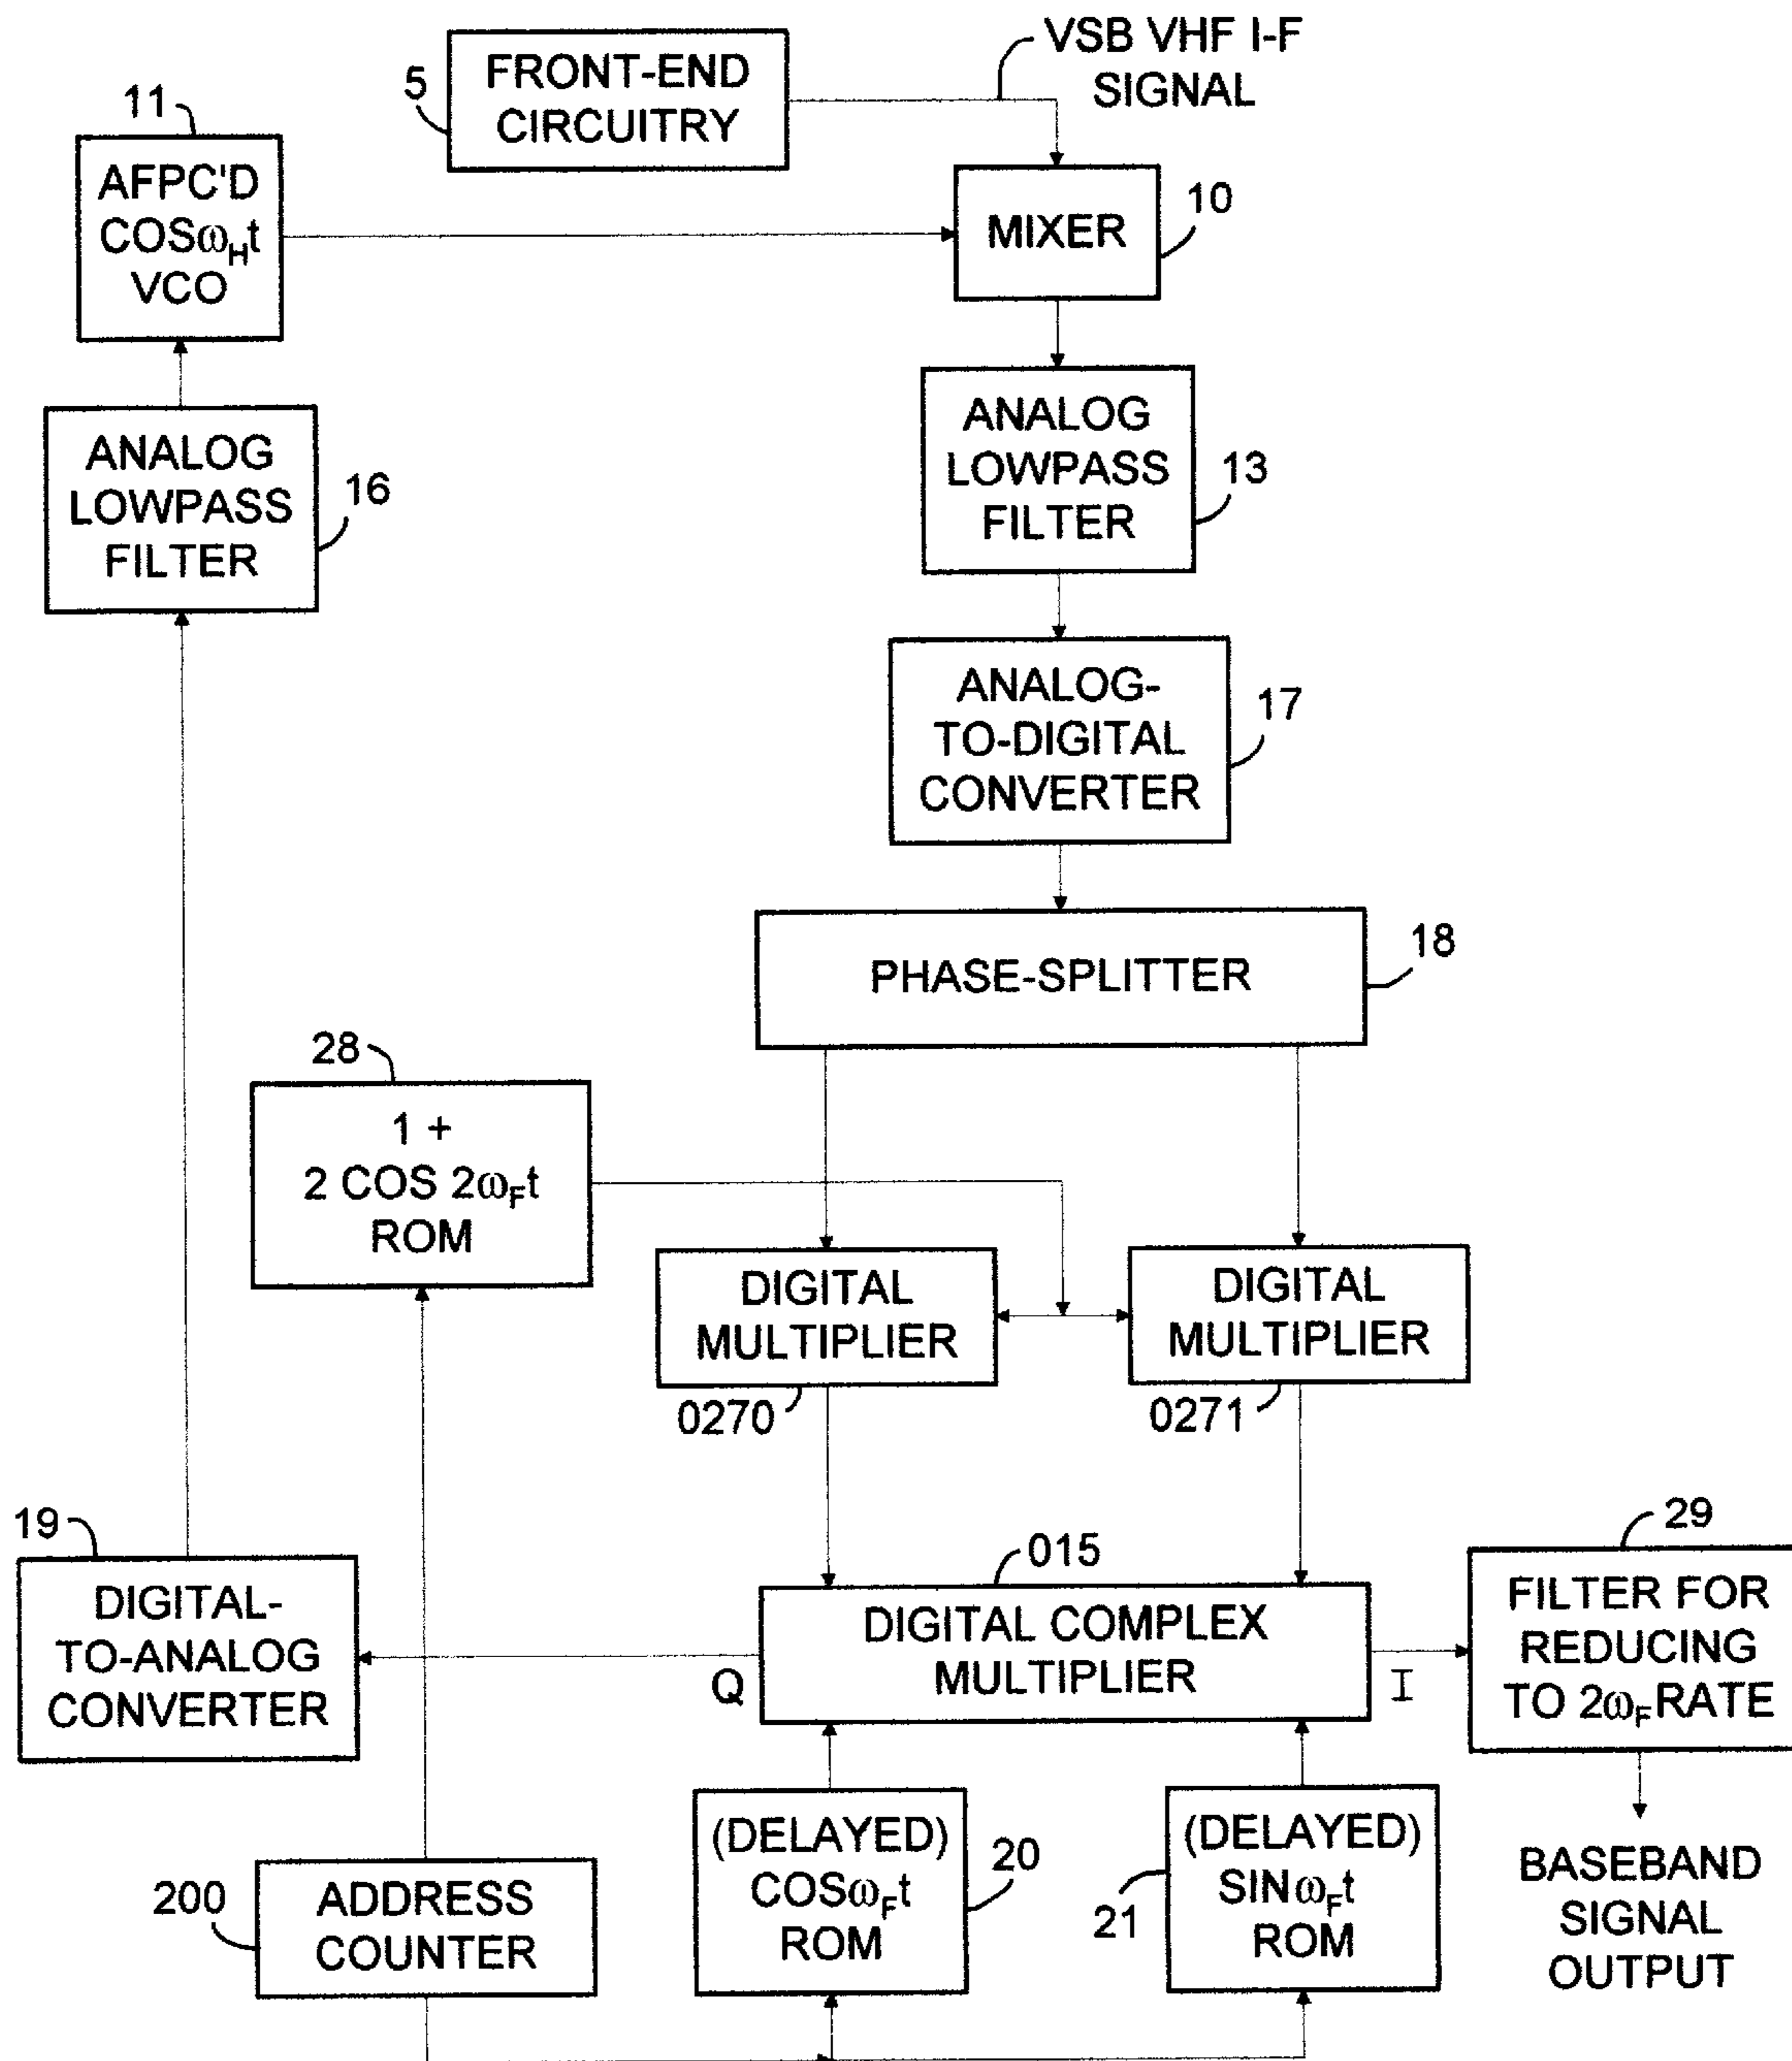 VSB VHF I-F
SIGNAL
5
FRONT-END
CIRCUITRY
11
AFPC'D
COSω_Ht
VCO
MIXER
10
ANALOG
LOWPASS
FILTER
16
ANALOG
LOWPASS
FILTER
13
ANALOG-
TO-DIGITAL
CONVERTER
17
PHASE-SPLITTER
18
28
1 +
2 COS 2ω_Ft
ROM
DIGITAL
MULTIPLIER
0270
DIGITAL
MULTIPLIER
0271
19
DIGITAL-
TO-ANALOG
CONVERTER
015
DIGITAL COMPLEX
MULTIPLIER
Q
I
29
FILTER FOR
REDUCING
TO 2ω_F RATE
200
ADDRESS
COUNTER
(DELAYED)
COSω_Ft
ROM
20
(DELAYED)
SINω_Ft
ROM
21
BASEBAND
SIGNAL
OUTPUT